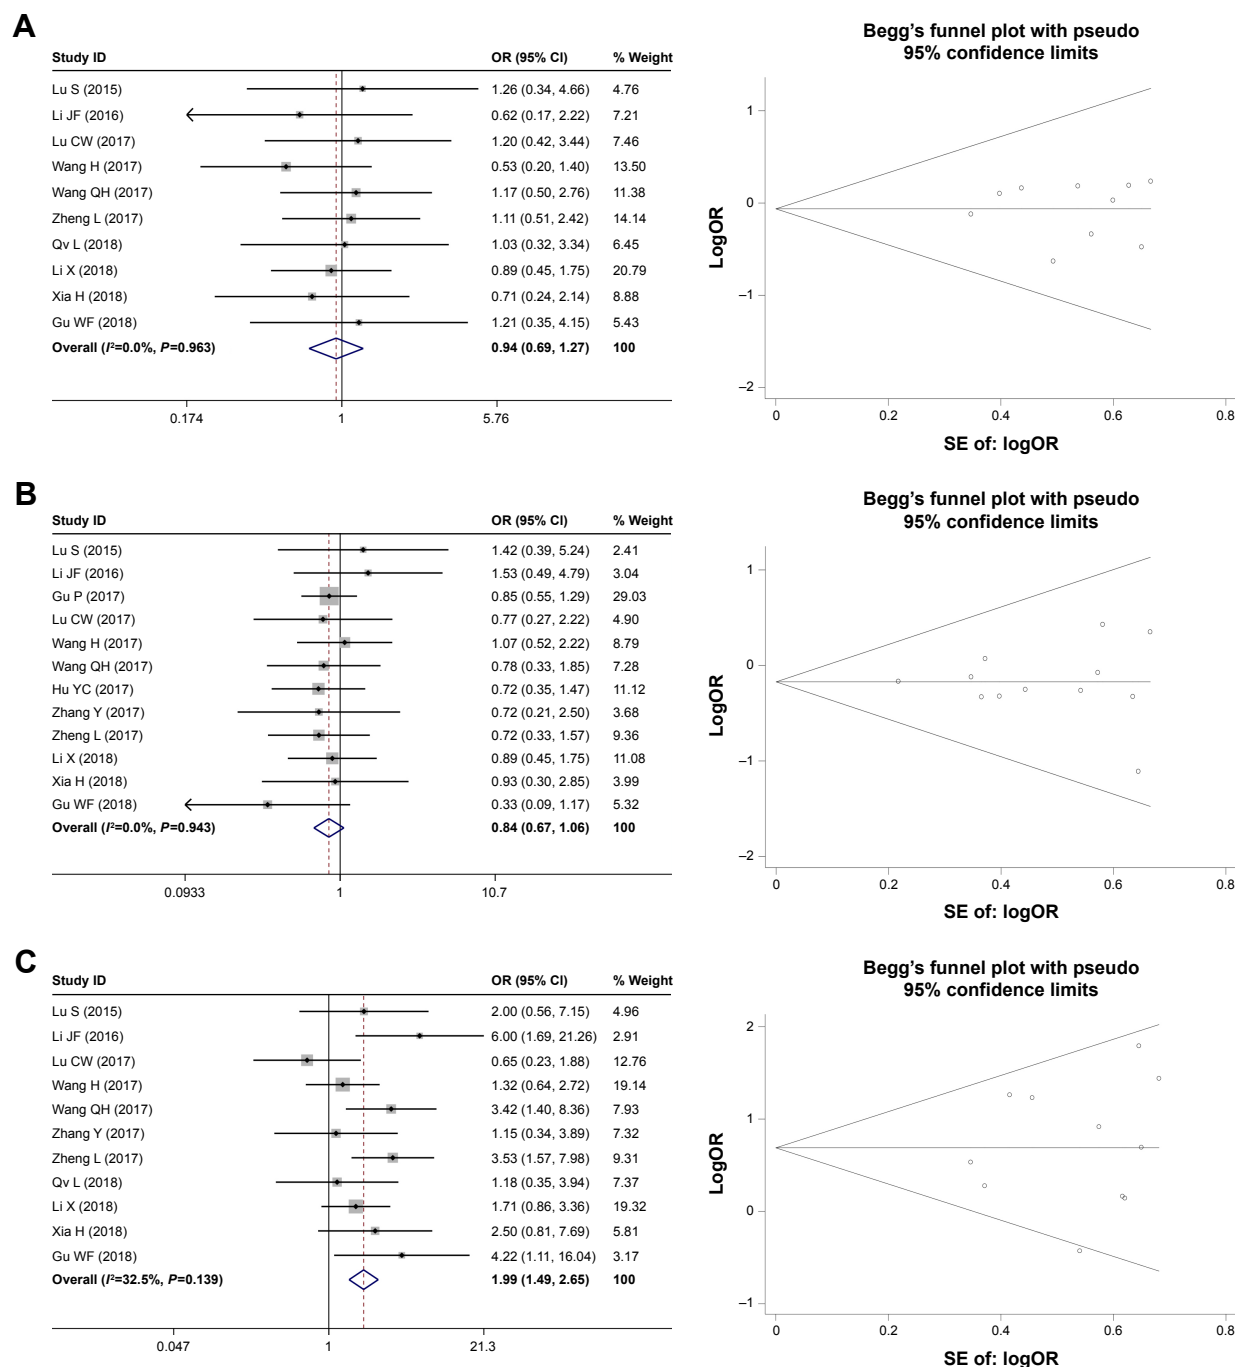 A
Study ID OR (95% CI) % Weight
Lu S (2015) 1.26 (0.34, 4.66) 4.76
Li JF (2016) 0.62 (0.17, 2.22) 7.21
Lu CW (2017) 1.20 (0.42, 3.44) 7.46
Wang H (2017) 0.53 (0.20, 1.40) 13.50
Wang QH (2017) 1.17 (0.50, 2.76) 11.38
Zheng L (2017) 1.11 (0.51, 2.42) 14.14
Qv L (2018) 1.03 (0.32, 3.34) 6.45
Li X (2018) 0.89 (0.45, 1.75) 20.79
Xia H (2018) 0.71 (0.24, 2.14) 8.88
Gu WF (2018) 1.21 (0.35, 4.15) 5.43
Overall (I²=0.0%, P=0.963) 0.94 (0.69, 1.27) 100
0.174 1 5.76
Begg's funnel plot with pseudo
95% confidence limits
LogOR
1
0
–1
–2
0 0.2 0.4 0.6 0.8
SE of: logOR
B
Study ID OR (95% CI) % Weight
Lu S (2015) 1.42 (0.39, 5.24) 2.41
Li JF (2016) 1.53 (0.49, 4.79) 3.04
Gu P (2017) 0.85 (0.55, 1.29) 29.03
Lu CW (2017) 0.77 (0.27, 2.22) 4.90
Wang H (2017) 1.07 (0.52, 2.22) 8.79
Wang QH (2017) 0.78 (0.33, 1.85) 7.28
Hu YC (2017) 0.72 (0.35, 1.47) 11.12
Zhang Y (2017) 0.72 (0.21, 2.50) 3.68
Zheng L (2017) 0.72 (0.33, 1.57) 9.36
Li X (2018) 0.89 (0.45, 1.75) 11.08
Xia H (2018) 0.93 (0.30, 2.85) 3.99
Gu WF (2018) 0.33 (0.09, 1.17) 5.32
Overall (I²=0.0%, P=0.943) 0.84 (0.67, 1.06) 100
0.0933 1 10.7
Begg's funnel plot with pseudo
95% confidence limits
LogOR
1
0
–1
–2
0 0.2 0.4 0.6 0.8
SE of: logOR
C
Study ID OR (95% CI) % Weight
Lu S (2015) 2.00 (0.56, 7.15) 4.96
Li JF (2016) 6.00 (1.69, 21.26) 2.91
Lu CW (2017) 0.65 (0.23, 1.88) 12.76
Wang H (2017) 1.32 (0.64, 2.72) 19.14
Wang QH (2017) 3.42 (1.40, 8.36) 7.93
Zhang Y (2017) 1.15 (0.34, 3.89) 7.32
Zheng L (2017) 3.53 (1.57, 7.98) 9.31
Qv L (2018) 1.18 (0.35, 3.94) 7.37
Li X (2018) 1.71 (0.86, 3.36) 19.32
Xia H (2018) 2.50 (0.81, 7.69) 5.81
Gu WF (2018) 4.22 (1.11, 16.04) 3.17
Overall (I²=32.5%, P=0.139) 1.99 (1.49, 2.65) 100
0.047 1 21.3
Begg's funnel plot with pseudo
95% confidence limits
LogOR
2
1
0
–1
0 0.2 0.4 0.6 0.8
SE of: logOR